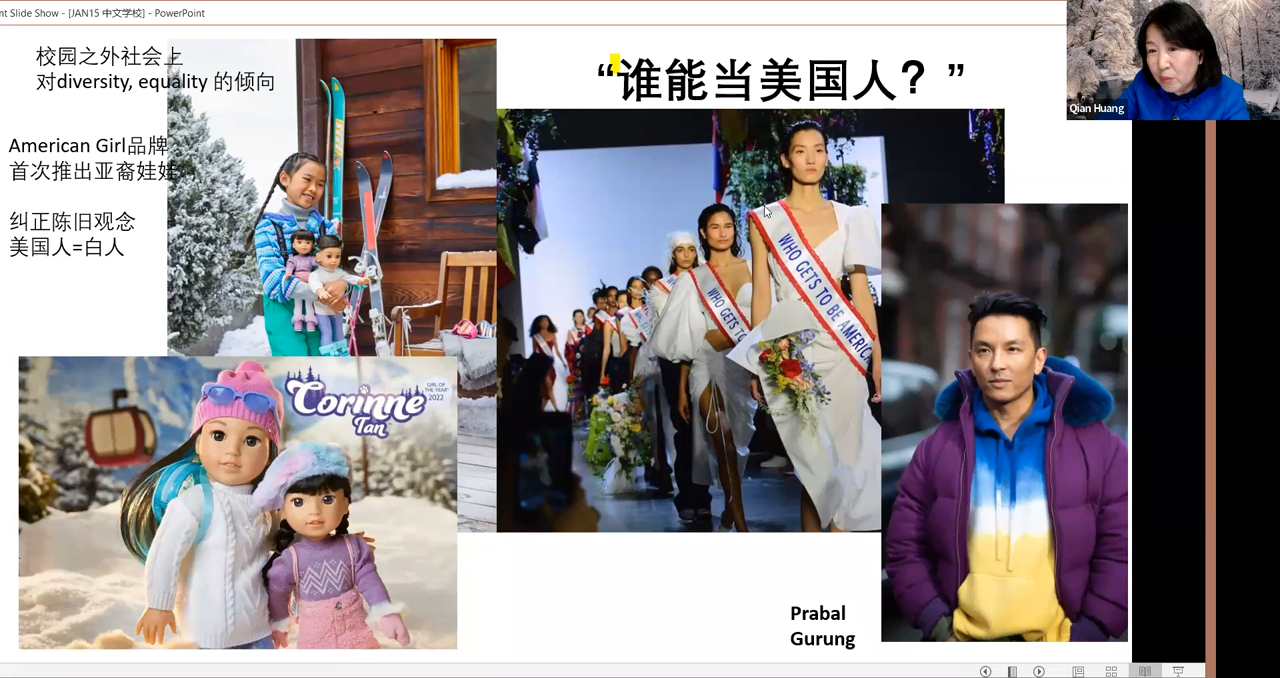 nt Slide Show - [JAN15 中文学校] - PowerPoint
校园之外社会上
对diversity, equality 的倾向
“谁能当美国人？”
Qian Huang
American Girl品牌
首次推出亚裔娃娃
纠正陈旧观念
美国人=白人
WHO GETS TO BE AMERICA
WHO GETS TO
Corinne
Tan
GIRL OF
THE YEAR
2022
Prabal
Gurung